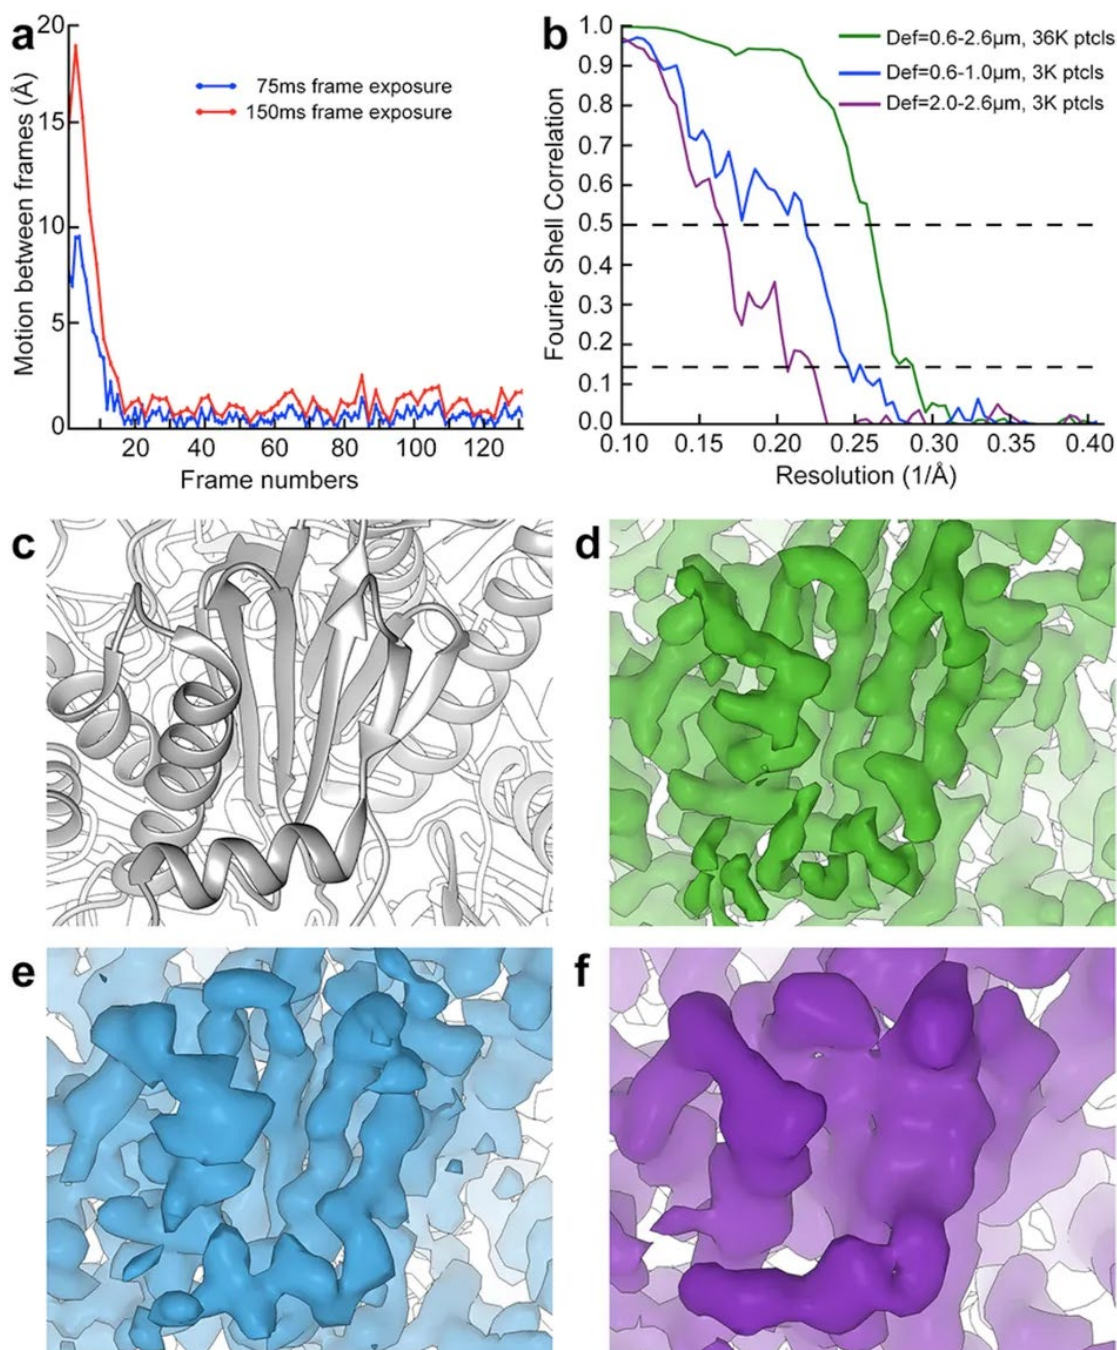 a
20
15
10
5
0
Motion between frames (Å)
75ms frame exposure
150ms frame exposure
20 40 60 80 100 120
Frame numbers
b
1.0
0.9
0.8
0.7
0.6
0.5
0.4
0.3
0.2
0.1
0.0
Fourier Shell Correlation
Def=0.6-2.6µm, 36K ptcls
Def=0.6-1.0µm, 3K ptcls
Def=2.0-2.6µm, 3K ptcls
0.10 0.15 0.20 0.25 0.30 0.35 0.40
Resolution (1/Å)
c
d
e
f